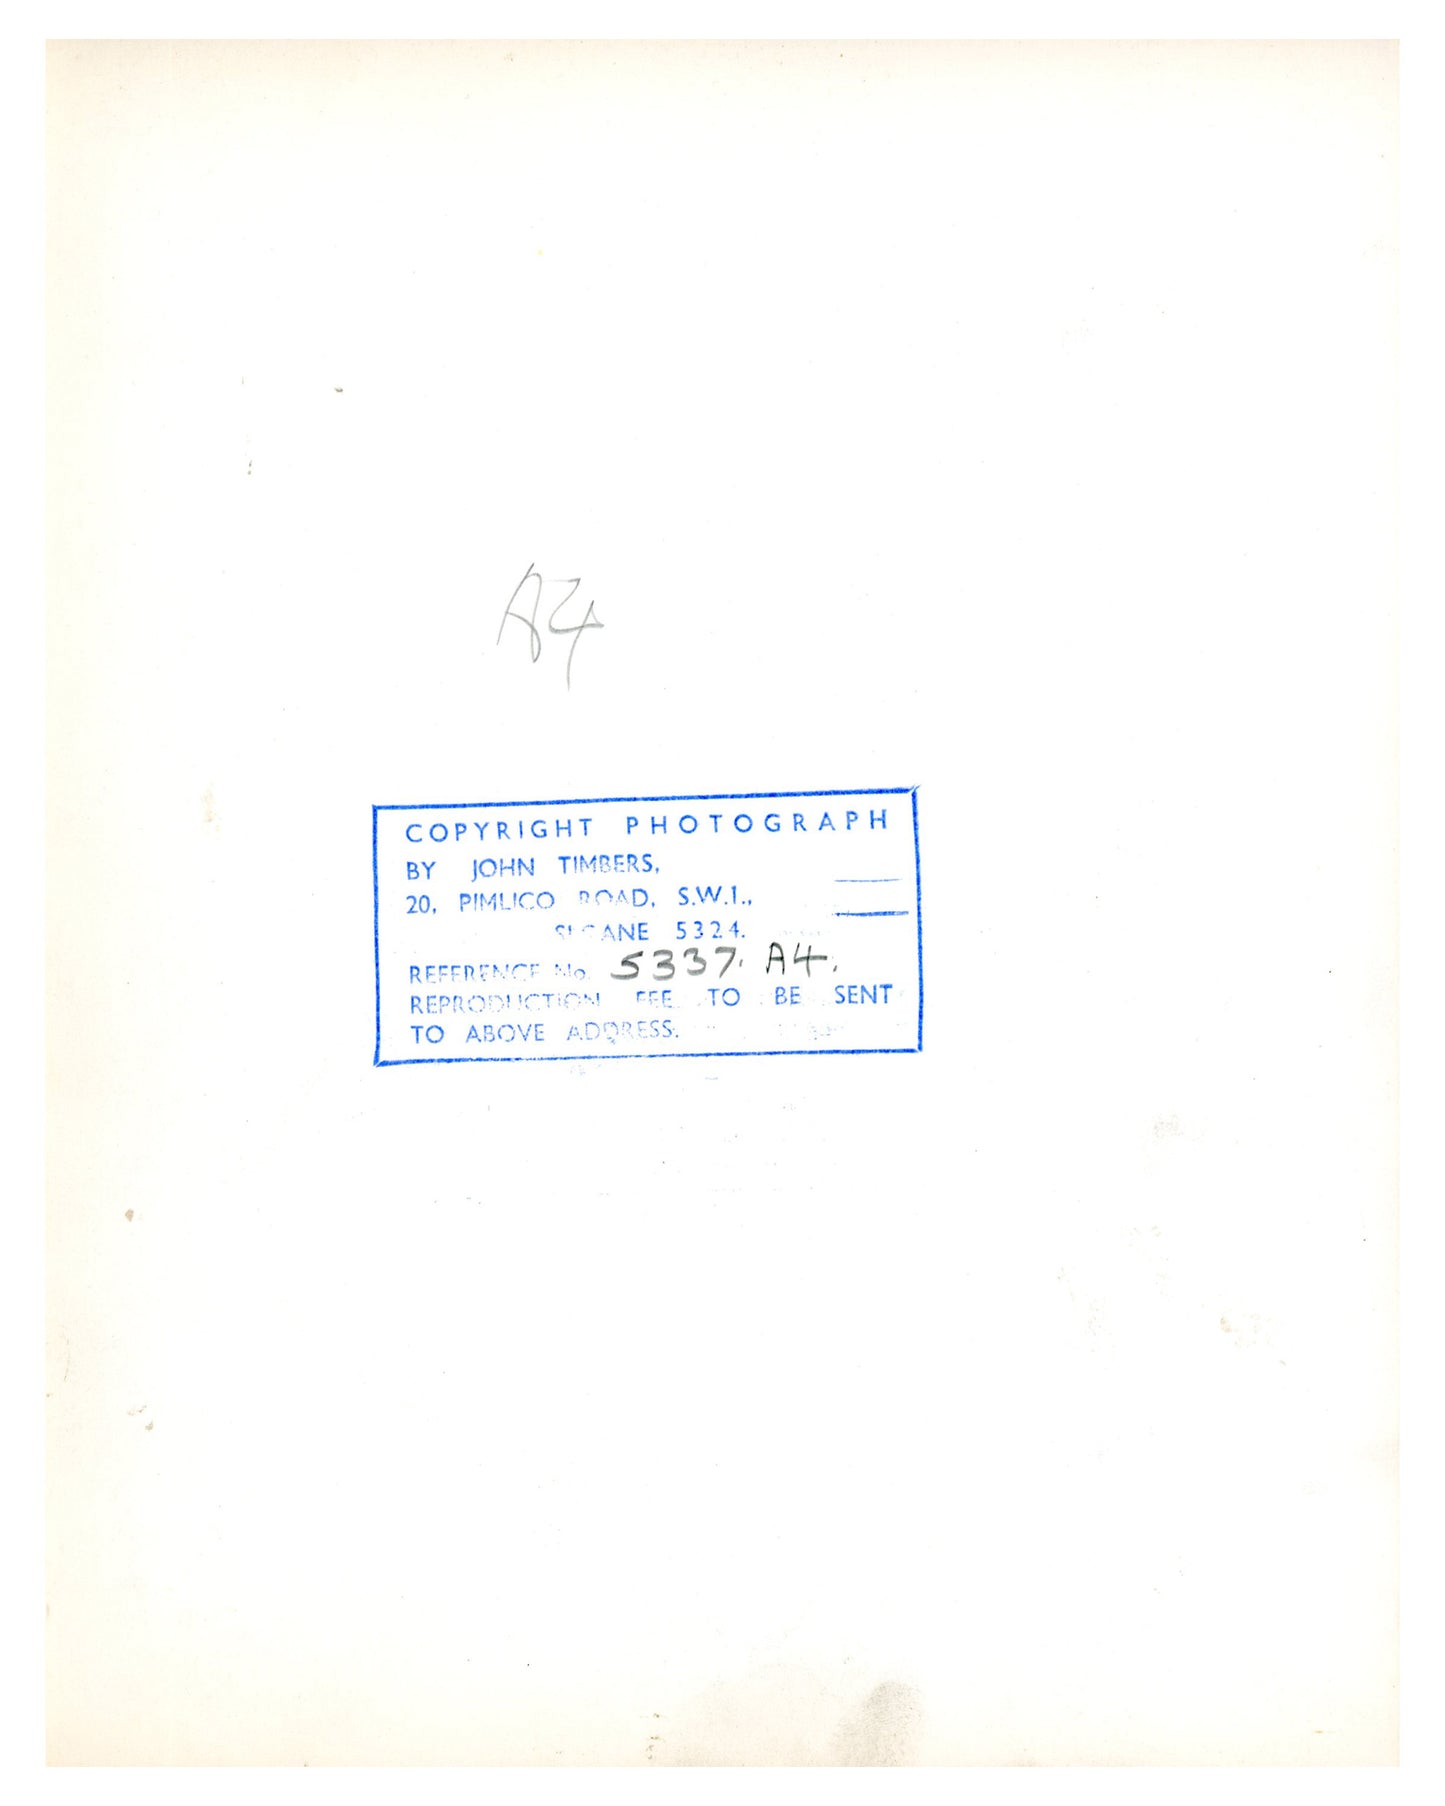 A4
COPYRIGHT PHOTOGRAPH
BY JOHN TIMBERS,
20, PIMLICO ROAD, S.W.1.,
SLOANE 5324.
REFERENCE No. 5337. A4.
REPRODUCTION FEE TO BE SENT
TO ABOVE ADDRESS.